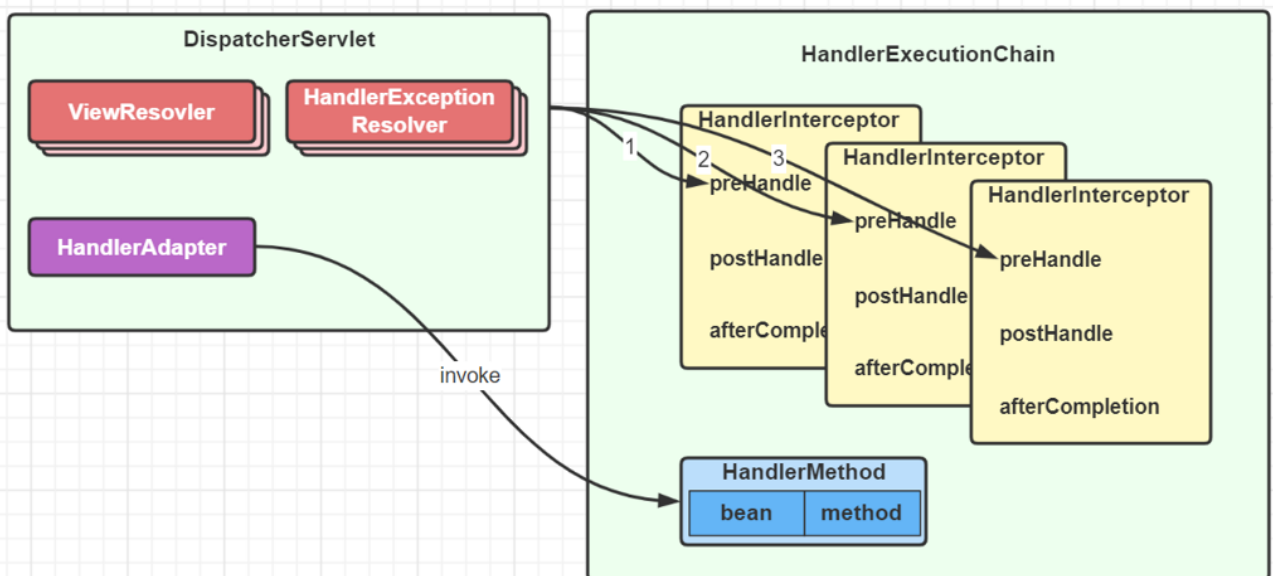 DispatcherServlet
ViewResovler
HandlerException
Resolver
HandlerAdapter
invoke
HandlerExecutionChain
1
2
3
HandlerInterceptor
preHandle
postHandle
afterComple
HandlerInterceptor
preHandle
postHandle
afterComple
HandlerInterceptor
preHandle
postHandle
afterCompletion
HandlerMethod
bean
method